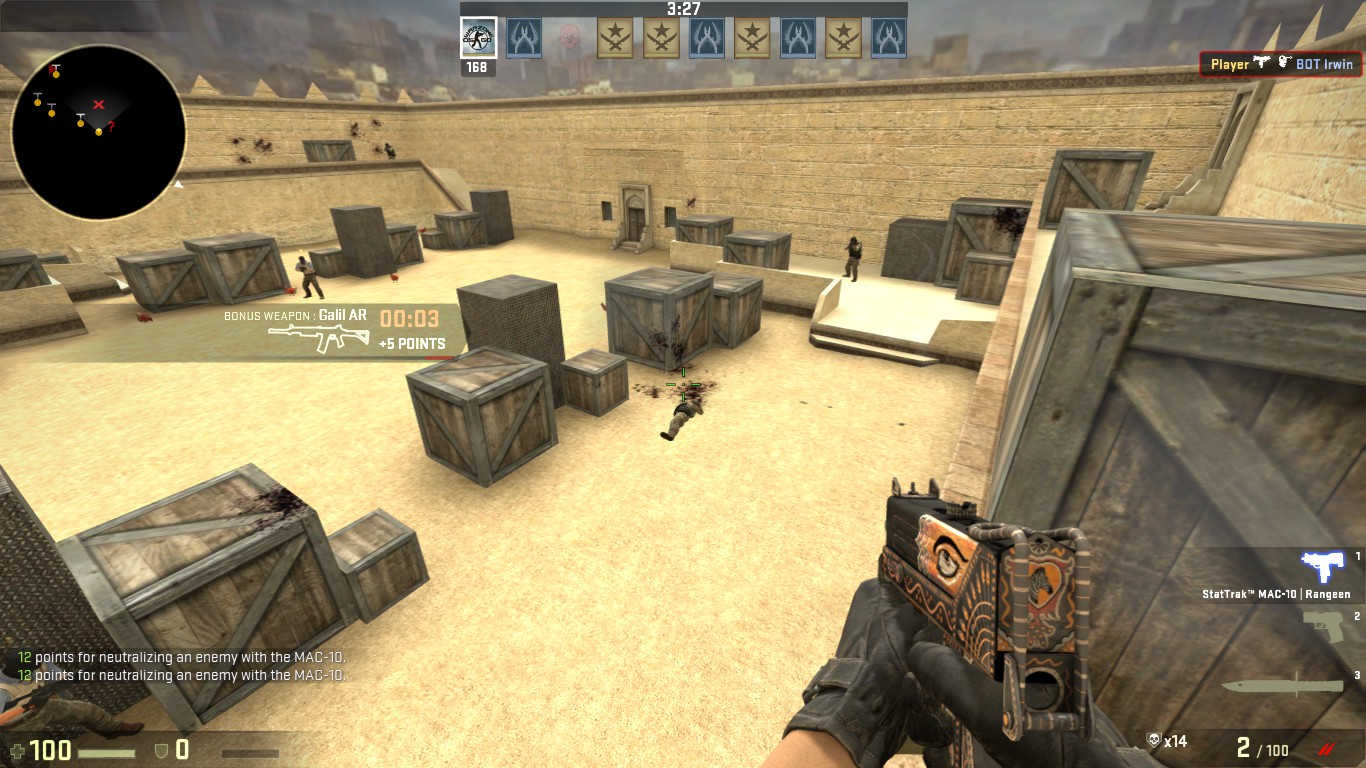 3:27
168
Player BOT Irwin
BONUS WEAPON : Galil AR 00:03
+5 POINTS
1
StatTrak™ MAC-10 | Rangeen
2
3
12 points for neutralizing an enemy with the MAC-10.
12 points for neutralizing an enemy with the MAC-10.
100 0
x14 2 / 100